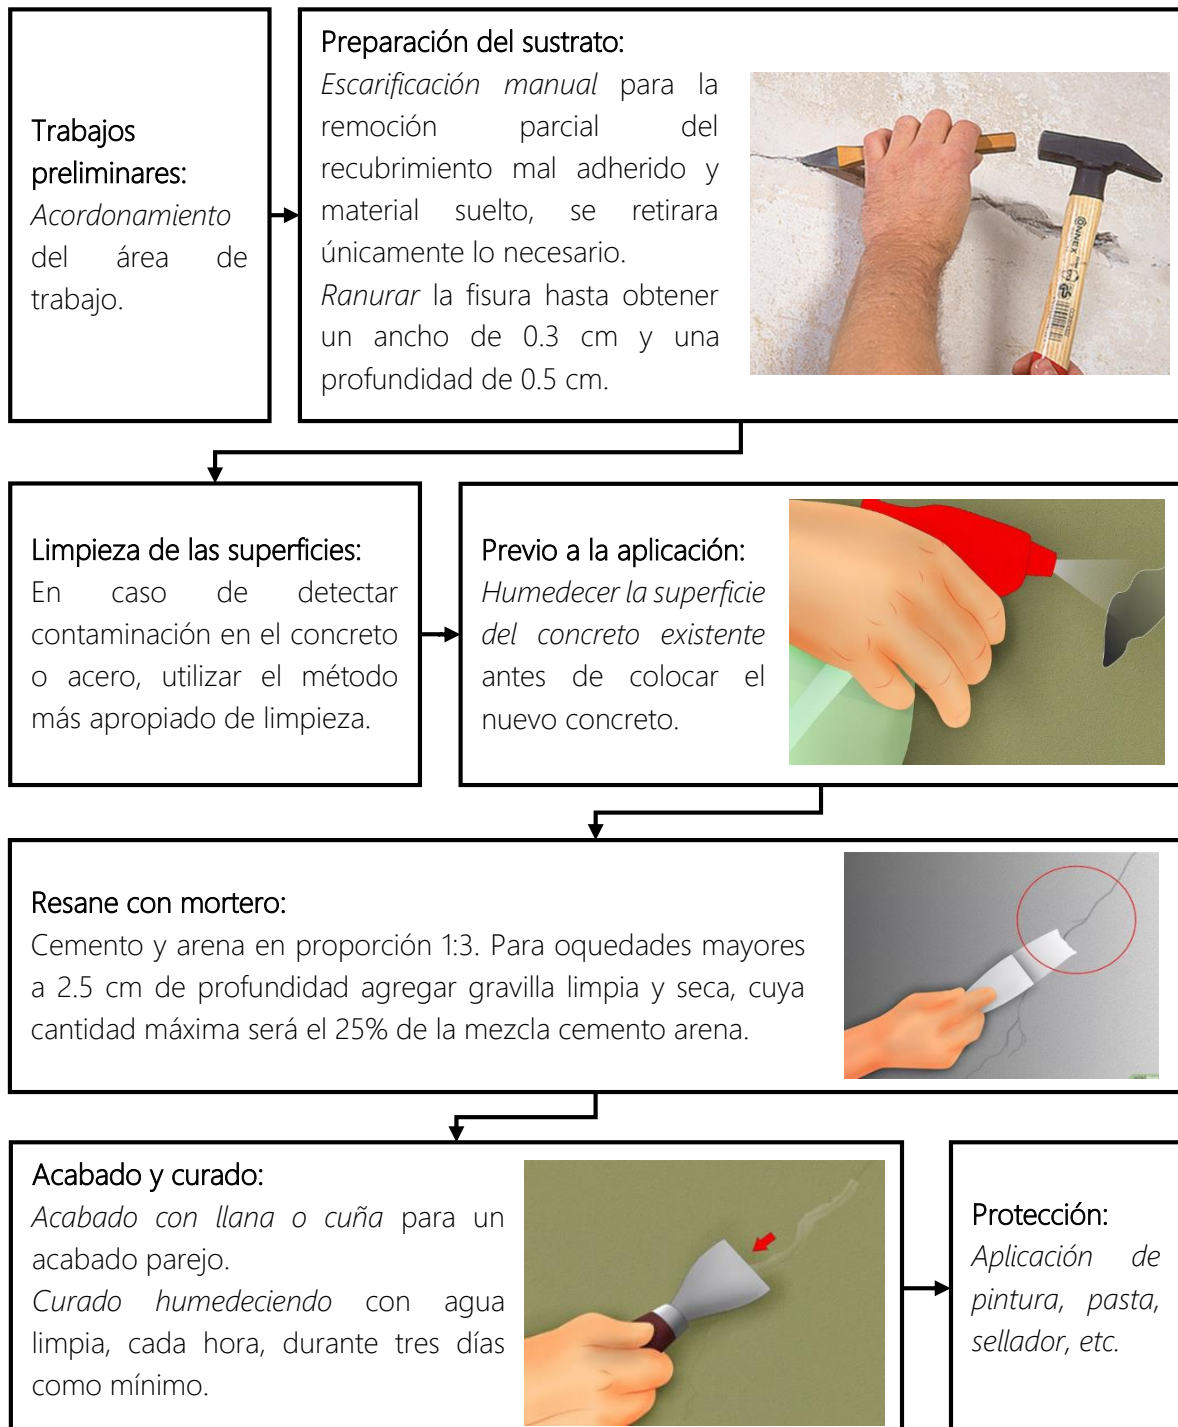 Trabajos
preliminares:
Acordonamiento
del área de
trabajo.
Preparación del sustrato:
Escarificación manual para la
remoción parcial del
recubrimiento mal adherido y
material suelto, se retirara
únicamente lo necesario.
Ranurar la fisura hasta obtener
un ancho de 0.3 cm y una
profundidad de 0.5 cm.
CONNEX
Limpieza de las superficies:
En caso de detectar
contaminación en el concreto
o acero, utilizar el método
más apropiado de limpieza.
Previo a la aplicación:
Humedecer la superficie
del concreto existente
antes de colocar el
nuevo concreto.
Resane con mortero:
Cemento y arena en proporción 1:3. Para oquedades mayores
a 2.5 cm de profundidad agregar gravilla limpia y seca, cuya
cantidad máxima será el 25% de la mezcla cemento arena.
Acabado y curado:
Acabado con llana o cuña para un
acabado parejo.
Curado humedeciendo con agua
limpia, cada hora, durante tres días
como mínimo.
Protección:
Aplicación de
pintura, pasta,
sellador, etc.